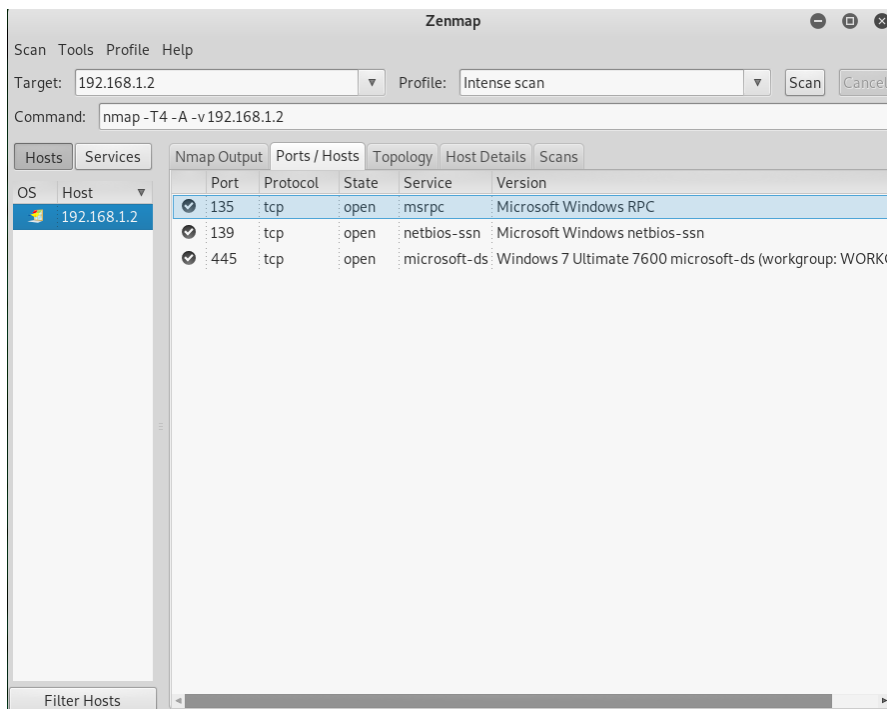 Zenmap
Scan Tools Profile Help
Target: 192.168.1.2 Profile: Intense scan Scan Cancel
Command: nmap -T4 -A -v 192.168.1.2
Hosts Services Nmap Output Ports / Hosts Topology Host Details Scans
OS Host Port Protocol State Service Version
192.168.1.2 135 tcp open msrpc Microsoft Windows RPC
139 tcp open netbios-ssn Microsoft Windows netbios-ssn
445 tcp open microsoft-ds Windows 7 Ultimate 7600 microsoft-ds (workgroup:
Filter Hosts